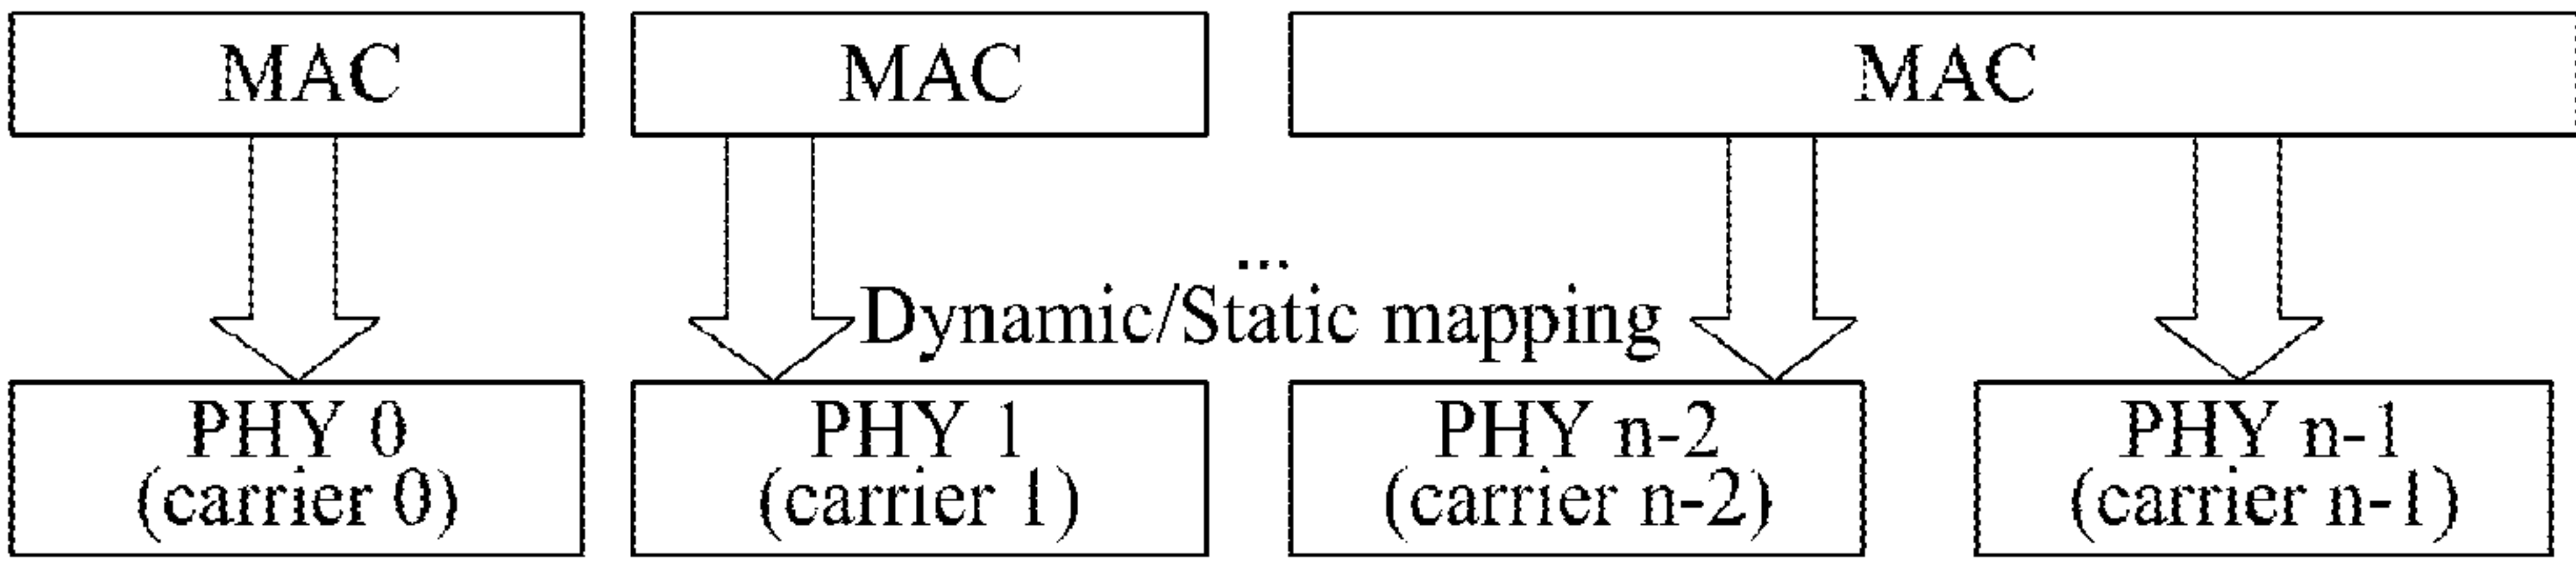 MAC
MAC
MAC
...
Dynamic/Static mapping
PHY 0
(carrier 0)
PHY 1
(carrier 1)
PHY n-2
(carrier n-2)
PHY n-1
(carrier n-1)